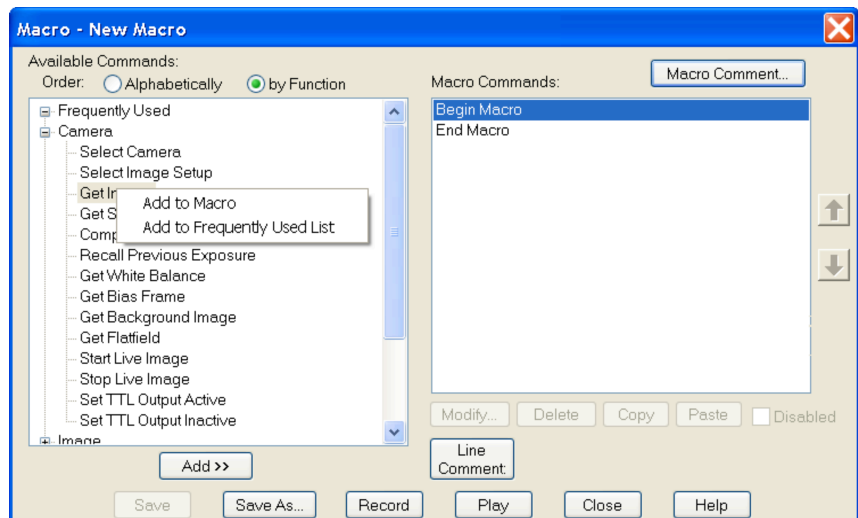 Macro - New Macro
Available Commands:
Order: Alphabetically by Function
Macro Commands:
Macro Comment...
Frequently Used
Camera
Select Camera
Select Image Setup
Get
Get
Recall Previous Exposure
Get White Balance
Get Bias Frame
Get Background Image
Get Flatfield
Start Live Image
Stop Live Image
Set TTL Output Active
Set TTL Output Inactive
Image
Add to Macro
Add to Frequently Used List
Begin Macro
End Macro
Modify... Delete Copy Paste Disabled
Add >>
Line
Comment:
Save Save As... Record Play Close Help